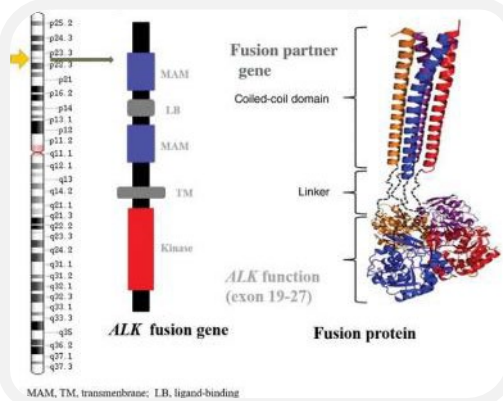 p25.2
p24.3
p23.3
p22.3
p21
p16.2
p14
p13.1
p12
p11.2
q11.1
q12.1
q13
q14.2
q21.1
q21.3
q22.2
q23.3
q24.2
q31.1
q31.2
q32.1
q32.3
q33.1
q33.3
q35
q36.2
q37.1
q37.3
MAM
LB
MAM
TM
Kinase
ALK fusion gene
Fusion partner
gene
Coiled-coil domain
Linker
ALK function
(exon 19-27)
Fusion protein
MAM, TM, transmenbrane; LB, ligand-binding